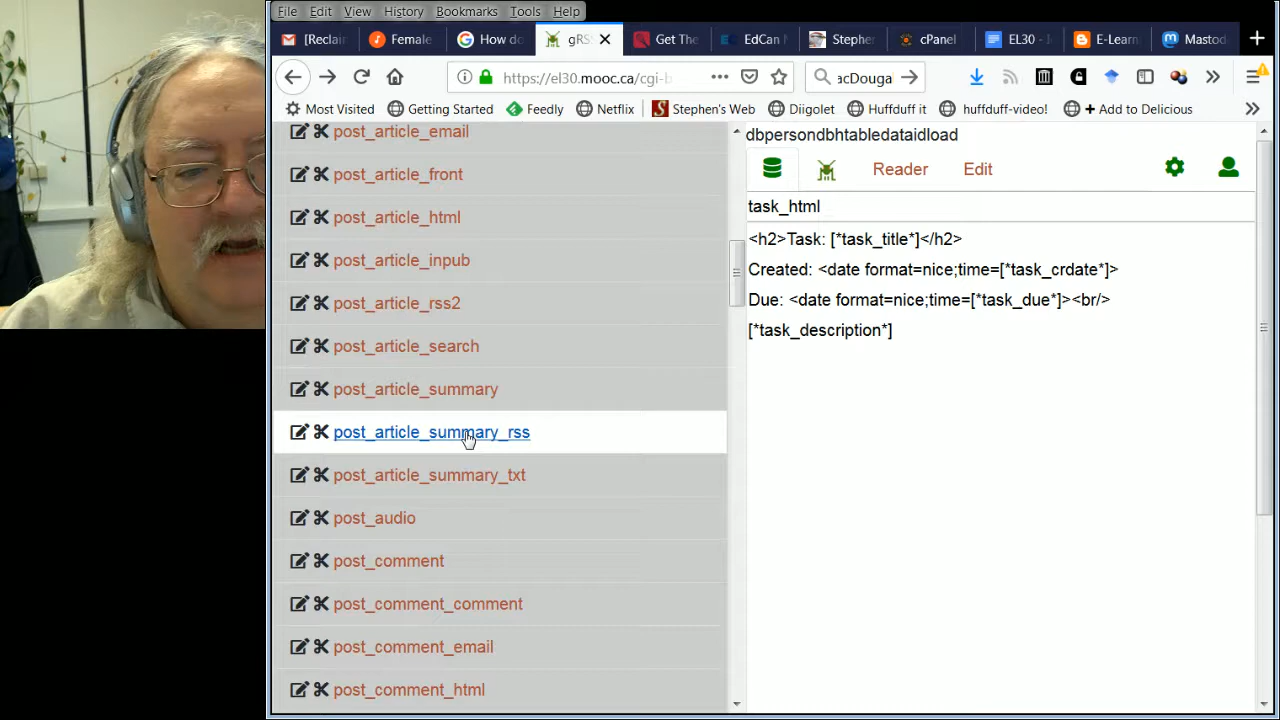 File Edit View History Bookmarks Tools Help
[Reclain Female How do gRS Get The EdCan Stepher cPanel EL30 - J E-Learn Mastod
https://el30.mooc.ca/cgi-b acDouga
Most Visited Getting Started Feedly Netflix Stephen's Web Diigolet Huffduff it huffduff-video! + Add to Delicious
post_article_email
post_article_front
post_article_html
post_article_inpub
post_article_rss2
post_article_search
post_article_summary
post_article_summary_rss
post_article_summary_txt
post_audio
post_comment
post_comment_comment
post_comment_email
post_comment_html
dbpersondbhtabledataidload
Reader Edit
task_html
<h2>Task: [*task_title*]</h2>
Created: <date format=nice;time=[*task_crdate*]>
Due: <date format=nice;time=[*task_due*]><br/>
[*task_description*]